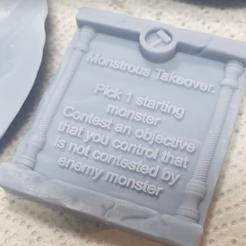 Monstrous Takeover.
Pick 1 starting
monster
Contest an objective
that you control that
is not contested by
enemy monster